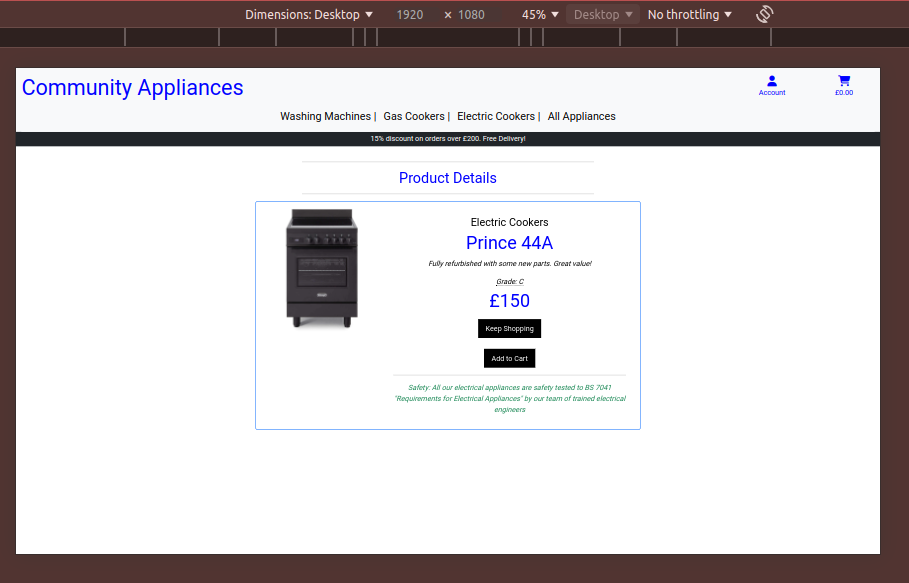 Dimensions: Desktop 1920 × 1080 45% Desktop No throttling
Community Appliances
Account £0.00
Washing Machines | Gas Cookers | Electric Cookers | All Appliances
15% discount on orders over £200. Free Delivery!
Product Details
Electric Cookers
Prince 44A
Fully refurbished with some new parts. Great value!
Grade: C
£150
Keep Shopping
Add to Cart
Safety: All our electrical appliances are safety tested to BS 7041
"Requirements for Electrical Appliances" by our team of trained electrical
engineers